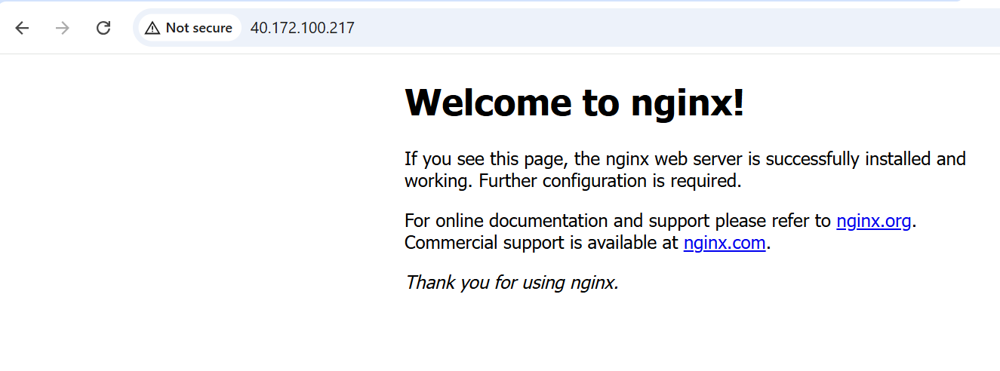 Not secure 40.172.100.217
Welcome to nginx!
If you see this page, the nginx web server is successfully installed and
working. Further configuration is required.
For online documentation and support please refer to nginx.org.
Commercial support is available at nginx.com.
Thank you for using nginx.